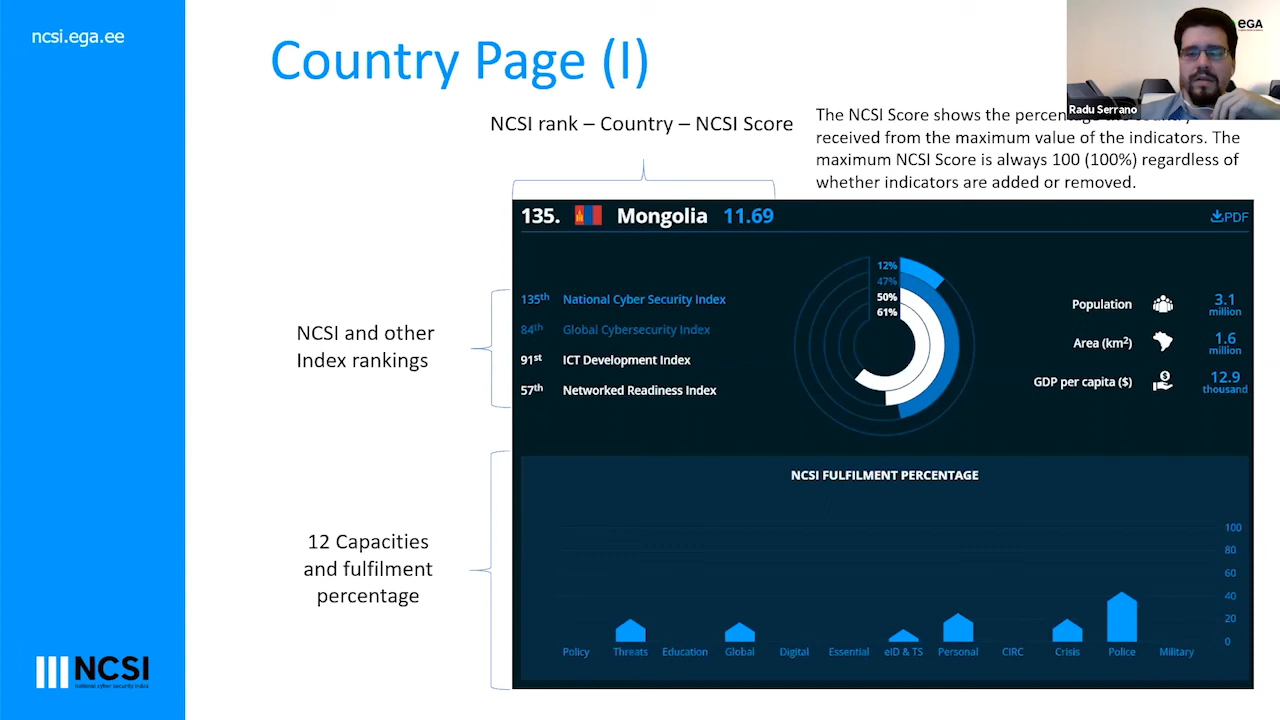 ncsi.ega.ee
Country Page (I)
eGA
Radu Serrano
NCSI rank – Country – NCSI Score
The NCSI Score shows the
received from the maximum value of the indicators. The
maximum NCSI Score is always 100 (100%) regardless of
whether indicators are added or removed.
135. Mongolia 11.69
PDF
NCSI and other
Index rankings
135th National Cyber Security Index
84th Global Cybersecurity Index
91st ICT Development Index
57th Networked Readiness Index
12%
47%
50%
61%
Population 3.1 million
Area (km²) 1.6 million
GDP per capita ($) 12.9 thousand
12 Capacities
and fulfilment
percentage
NCSI FULFILMENT PERCENTAGE
100
80
60
40
20
0
Policy Threats Education Global Digital Essential eID & TS Personal CIRC Crisis Police Military
NCSI
national cyber security index